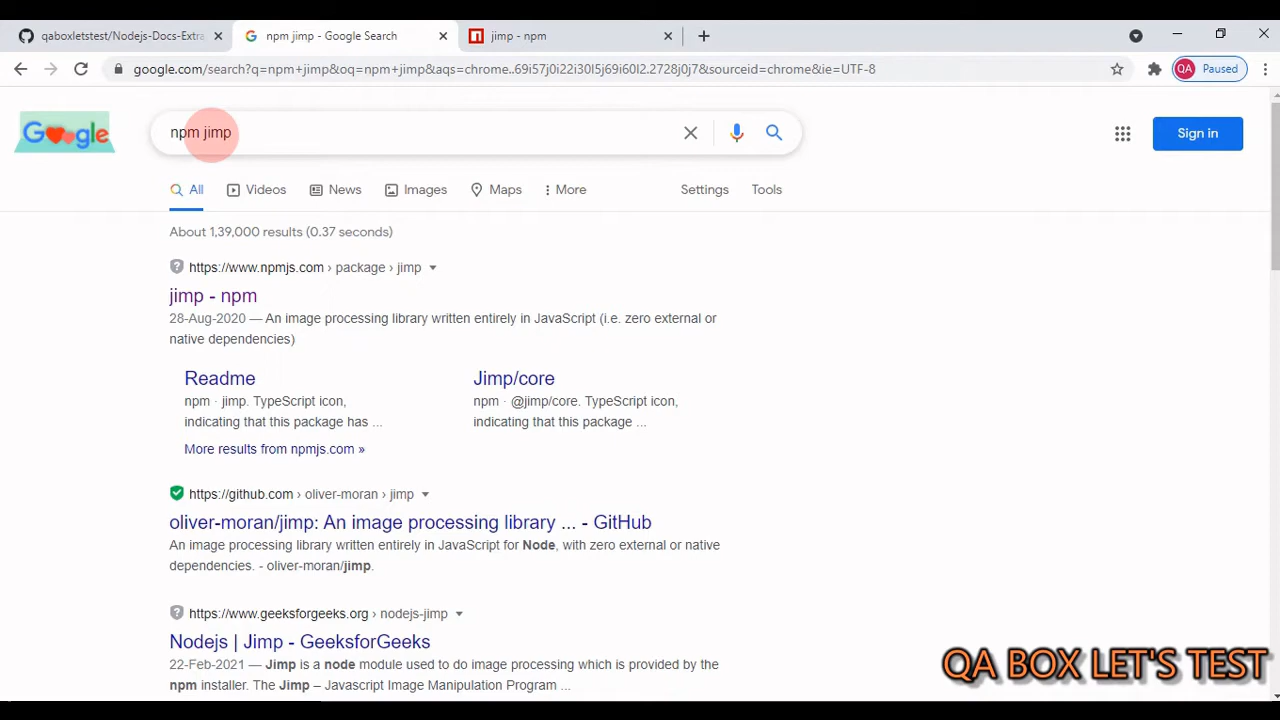 qaboxletstest/Nodejs-Docs-Extra
npm jimp - Google Search
jimp - npm
google.com/search?q=npm+jimp&oq=npm+jimp&aqs=chrome..69i57j0i22i30l5j69i60l2.2728j0j7&sourceid=chrome&ie=UTF-8
QA Paused
Google
npm jimp
Sign in
All
Videos
News
Images
Maps
More
Settings
Tools
About 1,39,000 results (0.37 seconds)
https://www.npmjs.com › package › jimp
jimp - npm
28-Aug-2020 — An image processing library written entirely in JavaScript (i.e. zero external or
native dependencies)
Readme
npm · jimp. TypeScript icon,
indicating that this package has ...
Jimp/core
npm · @jimp/core. TypeScript icon,
indicating that this package ...
More results from npmjs.com »
https://github.com › oliver-moran › jimp
oliver-moran/jimp: An image processing library ... - GitHub
An image processing library written entirely in JavaScript for Node, with zero external or native
dependencies. - oliver-moran/jimp.
https://www.geeksforgeeks.org › nodejs-jimp
Nodejs | Jimp - GeeksforGeeks
22-Feb-2021 — Jimp is a node module used to do image processing which is provided by the
npm installer. The Jimp – Javascript Image Manipulation Program ...
QA BOX LET'S TEST